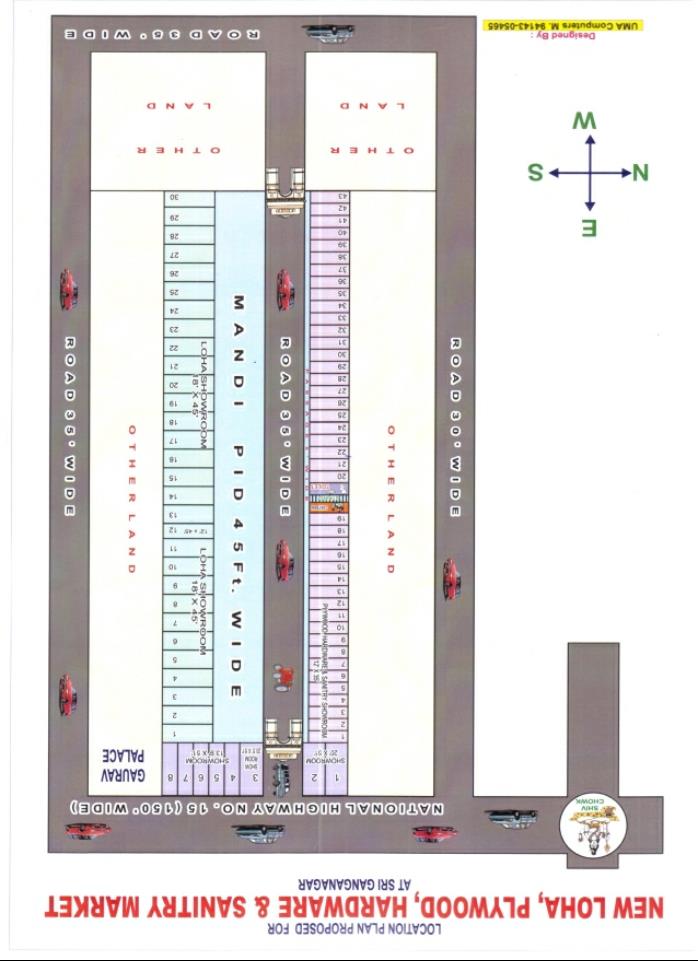 LOCATION PLAN PROPOSED FOR
NEW LOHA, PLYWOOD, HARDWARE & SANITRY MARKET
AT SRI GANGANAGAR
SHIV
CHOWK
NATIONAL HIGHWAY NO. 15 (150' WIDE)
1
2
SHOWROOM
20' X 51'
3
SHOW
ROOM
4
5
6
7
8
SHOWROOM
13'9" X 51'
GAURAV
PALACE
PLYWOOD HARDWARE & SANITRY SHOWROOM
12' X 35'
1
2
3
4
5
6
7
8
9
10
11
12
13
14
15
16
17
18
19
20
21
22
23
24
25
26
27
28
29
30
31
32
33
34
35
36
37
38
39
40
41
42
43
TOILET
MANDI PID 45Ft. WIDE
1
2
3
4
5
6
7
8
9
10
11
12
12' x 45'
13
14
15
16
17
18
19
20
21
22
23
24
25
26
27
28
29
30
LOHA SHOWROOM
18' X 45'
LOHA SHOWROOM
18' X 45'
ROAD 30' WIDE
ROAD 35' WIDE
ROAD 35' WIDE
OTHER LAND
OTHER LAND
OTHER
LAND
OTHER
LAND
ROAD 35' WIDE
E
N
S
W
Designed By :
UMA Computers M. 94143-05465